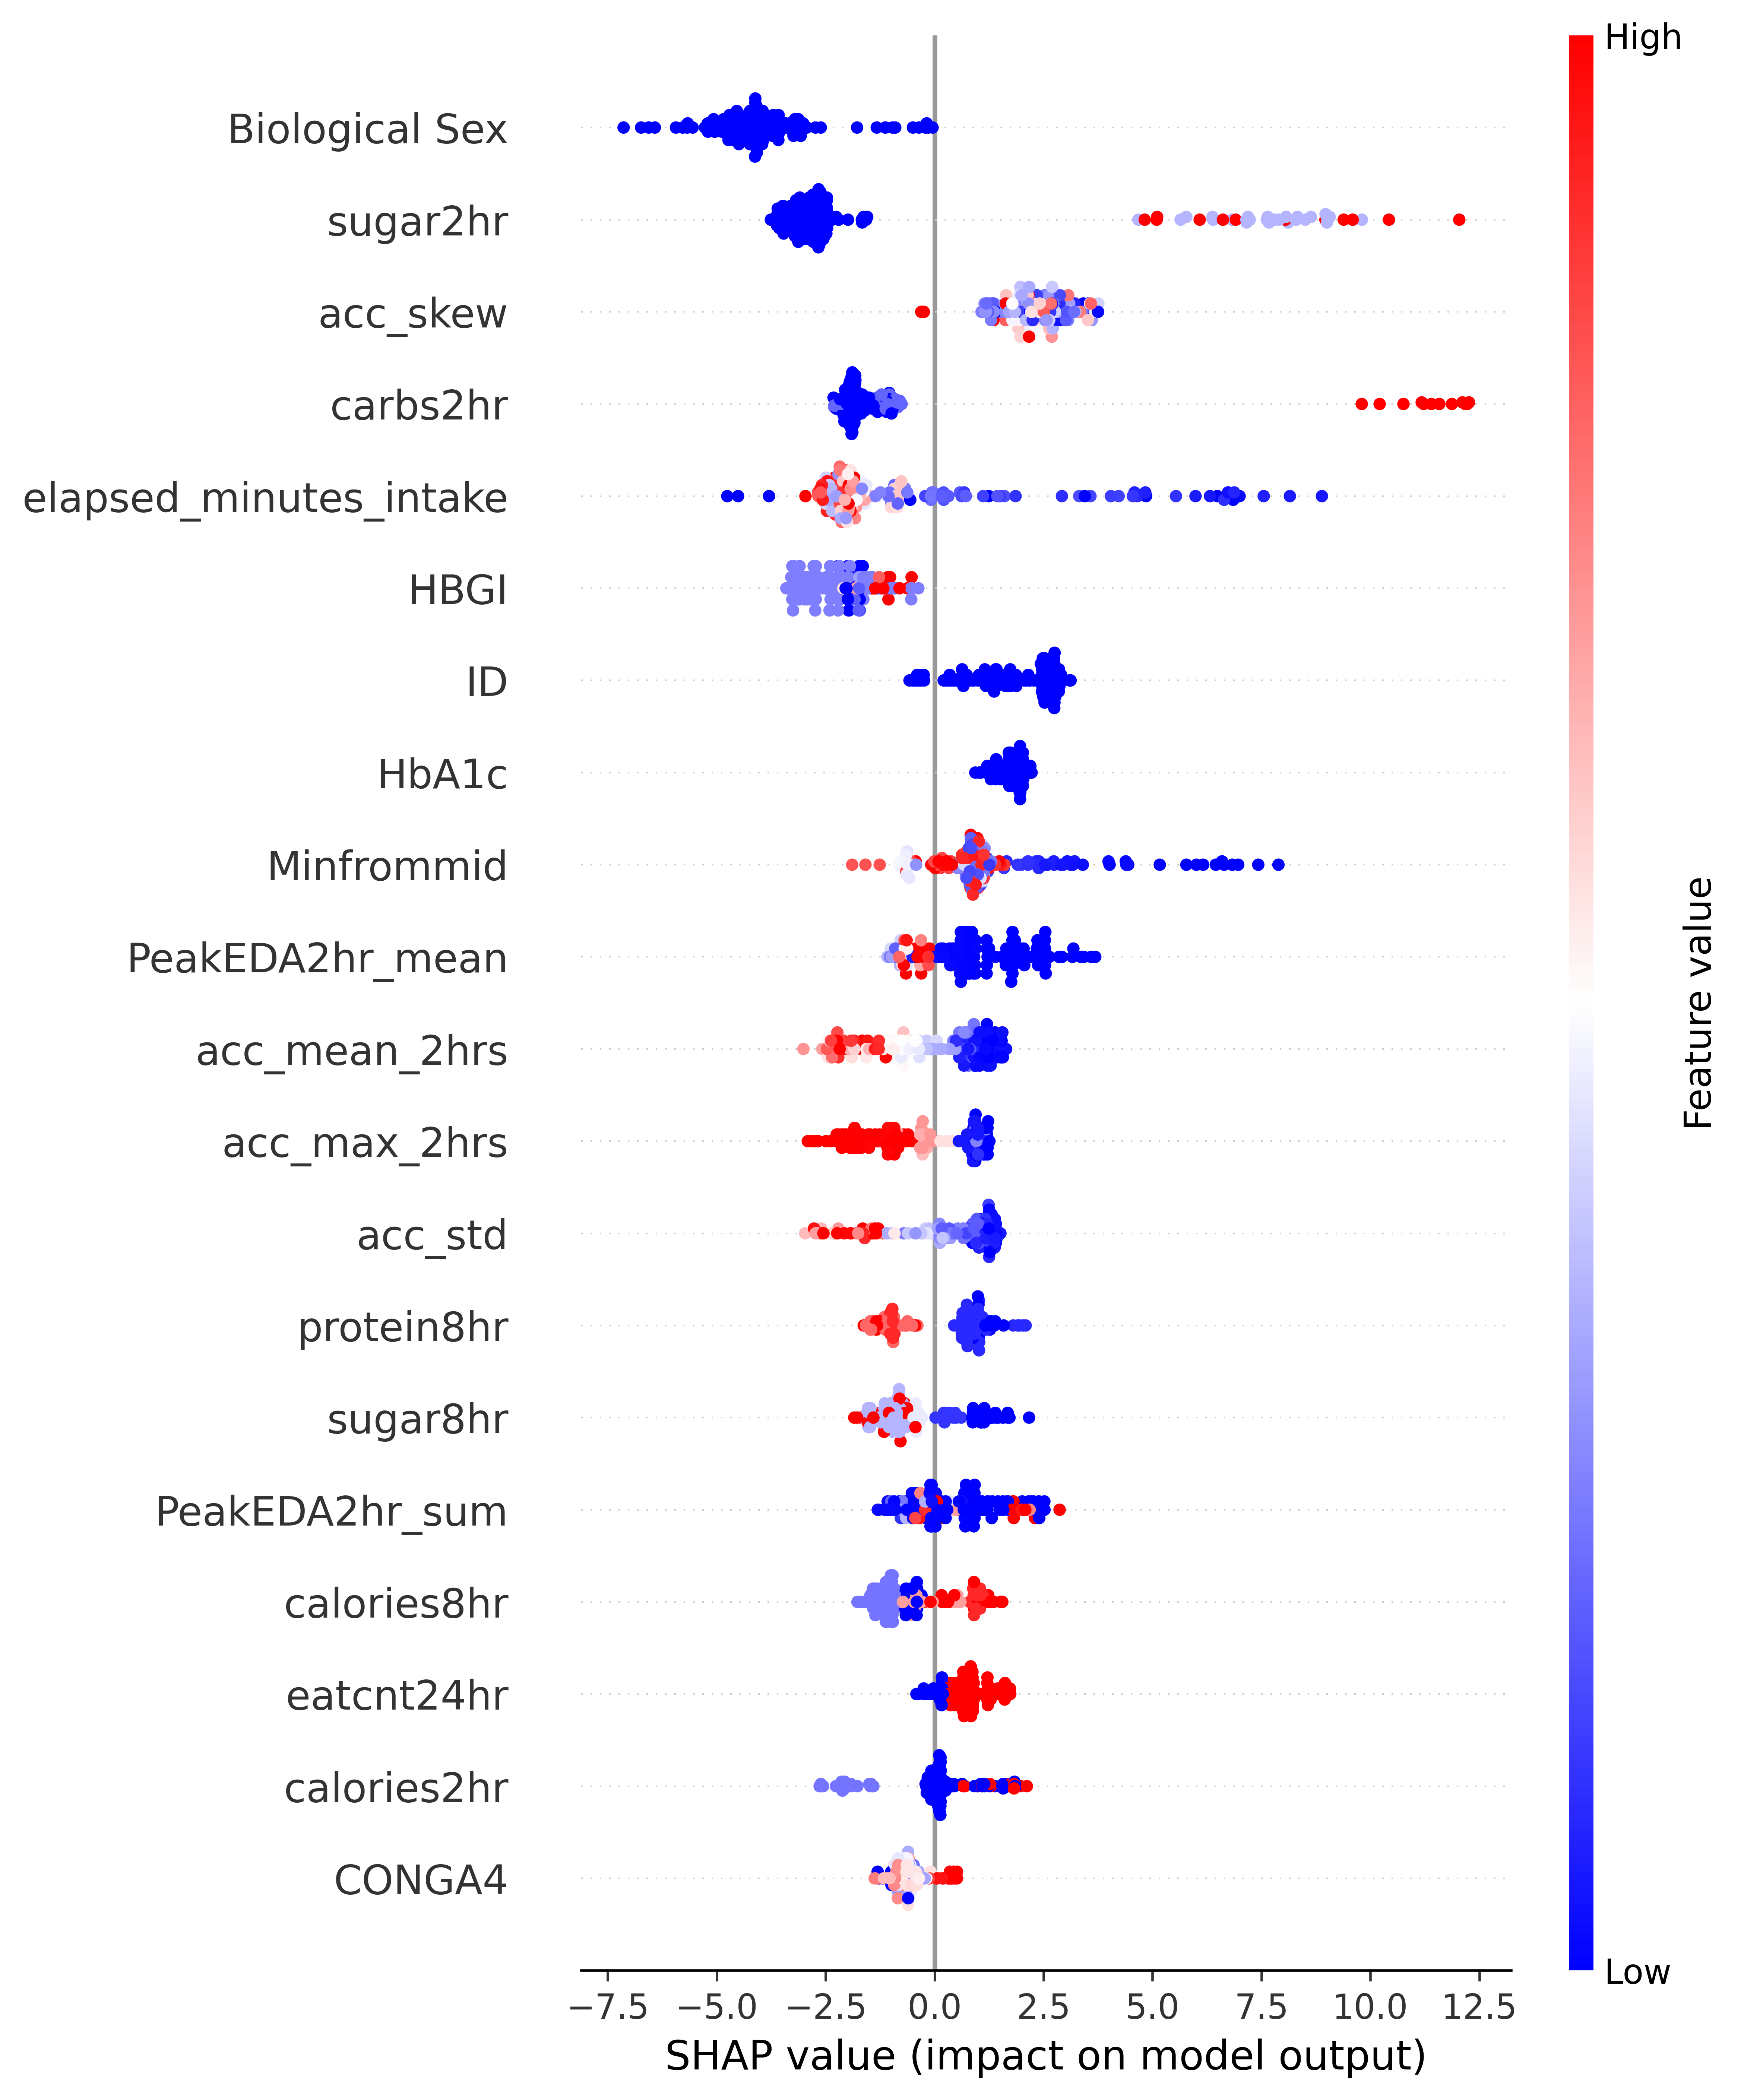 High
Biological Sex
sugar2hr
acc_skew
carbs2hr
elapsed_minutes_intake
HBGI
ID
HbA1c
Minfrommid
PeakEDA2hr_mean
acc_mean_2hrs
acc_max_2hrs
acc_std
protein8hr
sugar8hr
PeakEDA2hr_sum
calories8hr
eatcnt24hr
calories2hr
CONGA4
Feature value
Low
−7.5 −5.0 −2.5 0.0 2.5 5.0 7.5 10.0 12.5
SHAP value (impact on model output)